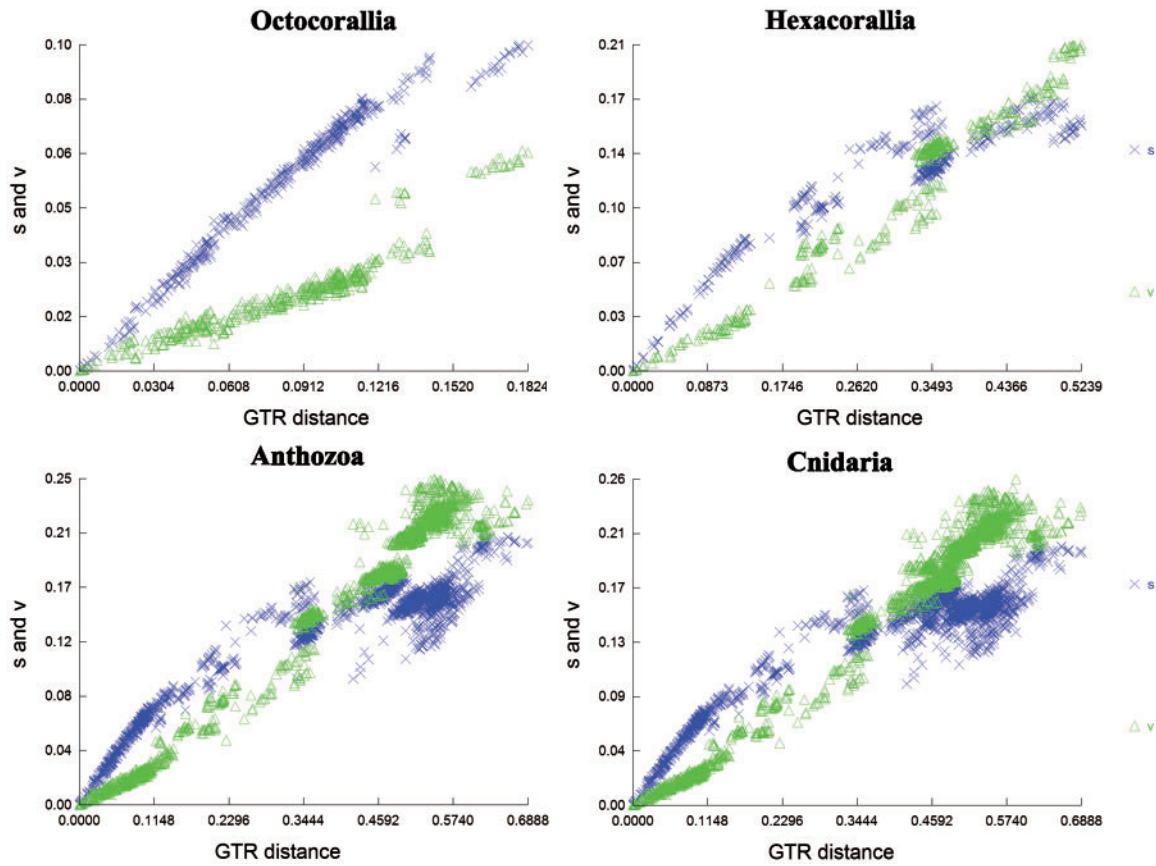 Octocorallia
0.10
0.08
0.06
0.05
0.03
0.02
0.00
s and v
0.0000 0.0304 0.0608 0.0912 0.1216 0.1520 0.1824
GTR distance
Hexacorallia
0.21
0.17
0.14
0.10
0.07
0.03
0.00
s and v
0.0000 0.0873 0.1746 0.2620 0.3493 0.4366 0.5239
GTR distance
s
v
Anthozoa
0.25
0.21
0.17
0.12
0.08
0.04
0.00
s and v
0.0000 0.1148 0.2296 0.3444 0.4592 0.5740 0.6888
GTR distance
Cnidaria
0.26
0.20
0.17
0.13
0.09
0.04
0.00
s and v
0.0000 0.1148 0.2296 0.3444 0.4592 0.5740 0.6888
GTR distance
s
v